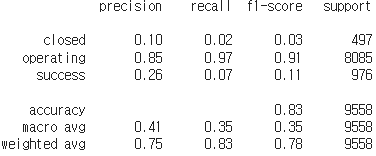 precision recall f1-score support
closed 0.10 0.02 0.03 497
operating 0.85 0.97 0.91 8085
success 0.26 0.07 0.11 976
accuracy 0.83 9558
macro avg 0.41 0.35 0.35 9558
weighted avg 0.75 0.83 0.78 9558